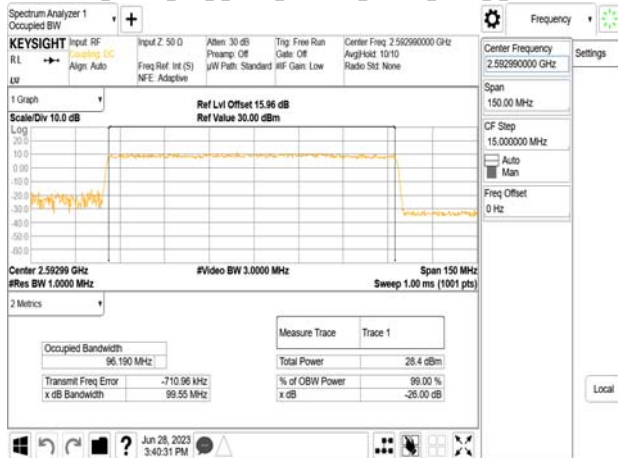 Spectrum Analyzer 1
Occupied BW
+
Frequency
KEYSIGHT
RL
LVI
Input: RF
Coupling: DC
Align: Auto
Input Z: 50 Ω
Freq Ref: Int (S)
NFE: Adaptive
Atten: 30 dB
Preamp: Off
µW Path: Standard
Trig: Free Run
Gate: Off
#IF Gain: Low
Center Freq: 2.592990000 GHz
Avg|Hold: 10/10
Radio Std: None
Center Frequency
2.592990000 GHz
Settings
Span
150.00 MHz
CF Step
15.000000 MHz
Auto
Man
Freq Offset
0 Hz
Local
1 Graph
Scale/Div 10.0 dB
Ref Lvl Offset 15.96 dB
Ref Value 30.00 dBm
Log
20.0
10.0
0.00
-10.0
-20.0
-30.0
-40.0
-50.0
-60.0
Center 2.59299 GHz
#Video BW 3.0000 MHz
Span 150 MHz
#Res BW 1.0000 MHz
Sweep 1.00 ms (1001 pts)
2 Metrics
Measure Trace Trace 1
Occupied Bandwidth
96.190 MHz
Total Power 28.4 dBm
Transmit Freq Error -710.96 kHz
% of OBW Power 99.00 %
x dB Bandwidth 99.55 MHz
x dB -26.00 dB
?
Jun 28, 2023
3:40:31 PM